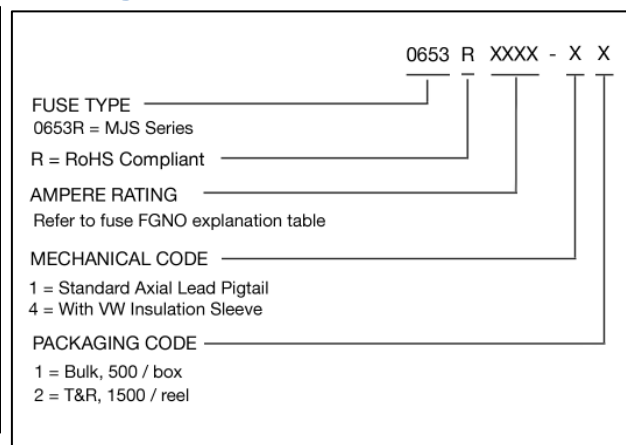 0653 R XXXX - X X
FUSE TYPE
0653R = MJS Series
R = RoHS Compliant
AMPERE RATING
Refer to fuse FGNO explanation table
MECHANICAL CODE
1 = Standard Axial Lead Pigtail
4 = With VW Insulation Sleeve
PACKAGING CODE
1 = Bulk, 500 / box
2 = T&R, 1500 / reel